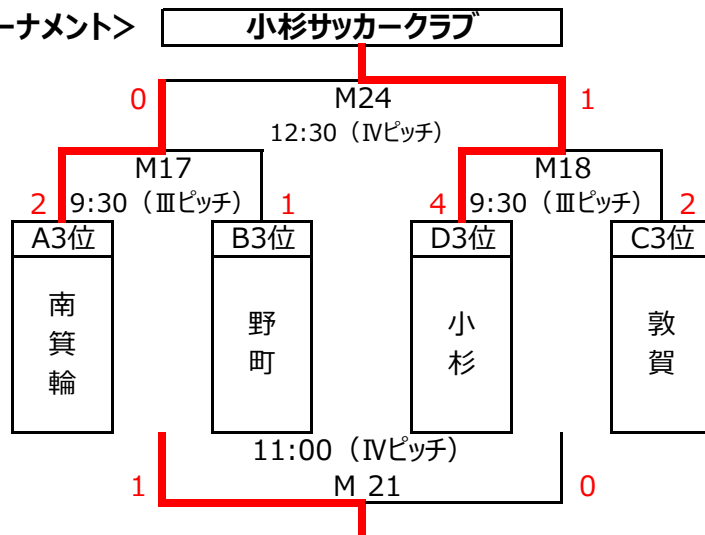 ーナメント＞ 小杉サッカークラブ
0 M24 1
12:30（Ⅳピッチ）
M17 M18
2 9:30（Ⅲピッチ） 1 4 9:30（Ⅲピッチ） 2
A3位 B3位 D3位 C3位
南箕輪 野町 小杉 敦賀
11:00（Ⅳピッチ）
1 M 21 0